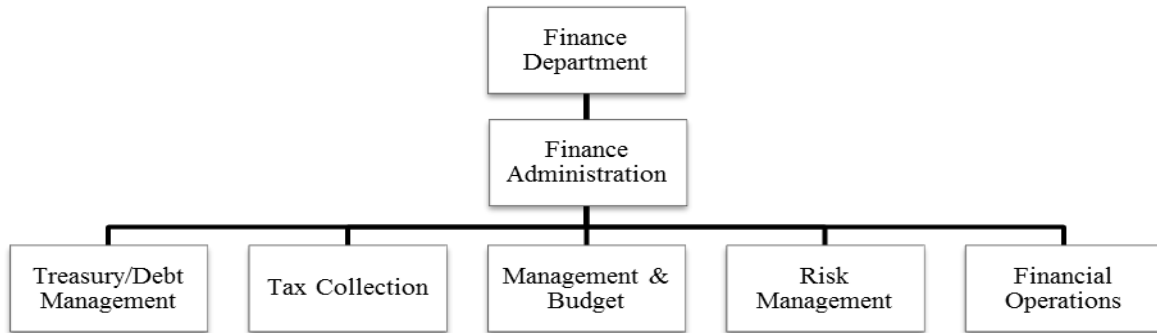 Finance
Department
Finance
Administration
Treasury/Debt
Management
Tax Collection
Management &
Budget
Risk
Management
Financial
Operations